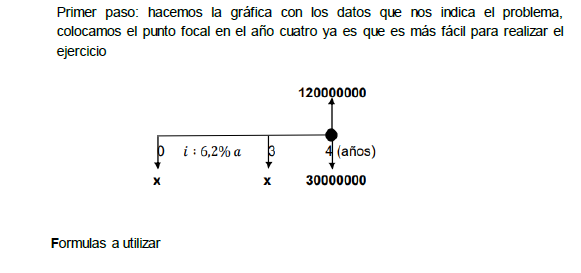 Primer paso: hacemos la gráfica con los datos que nos indica el problema,
colocamos el punto focal en el año cuatro ya es que es más fácil para realizar el
ejercicio
120000000
0 i : 6,2% a 3 4 (años)
x x 30000000
Formulas a utilizar